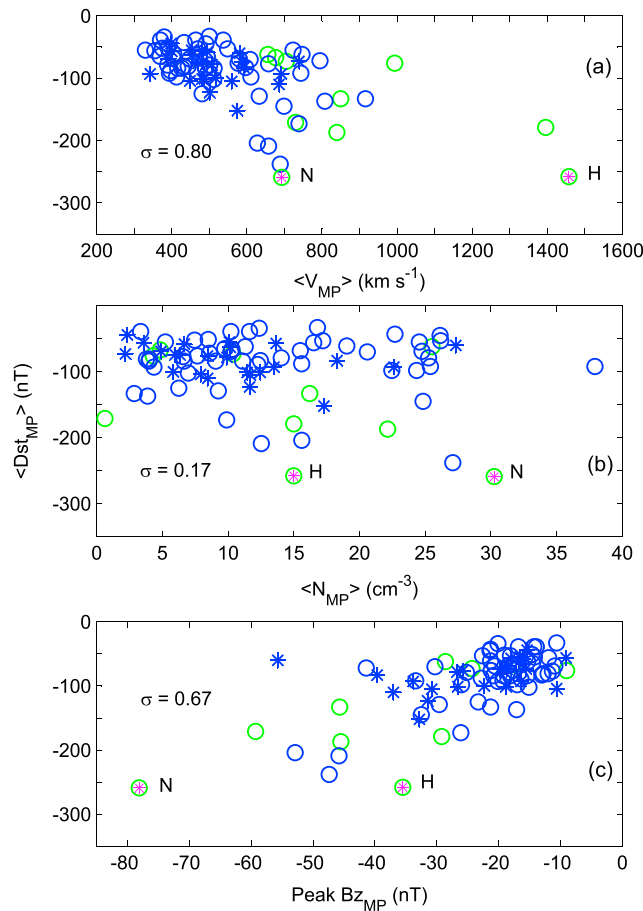 0
-100
-200
-300
(a)
σ = 0.80
N
H
200 400 600 800 1000 1200 1400 1600
<V_MP> (km s⁻¹)
<Dst_MP> (nT)
0
-100
-200
-300
(b)
σ = 0.17
H
N
0 5 10 15 20 25 30 35 40
<N_MP> (cm⁻³)
0
-100
-200
-300
(c)
σ = 0.67
N
H
-80 -70 -60 -50 -40 -30 -20 -10 0
Peak Bz_MP (nT)